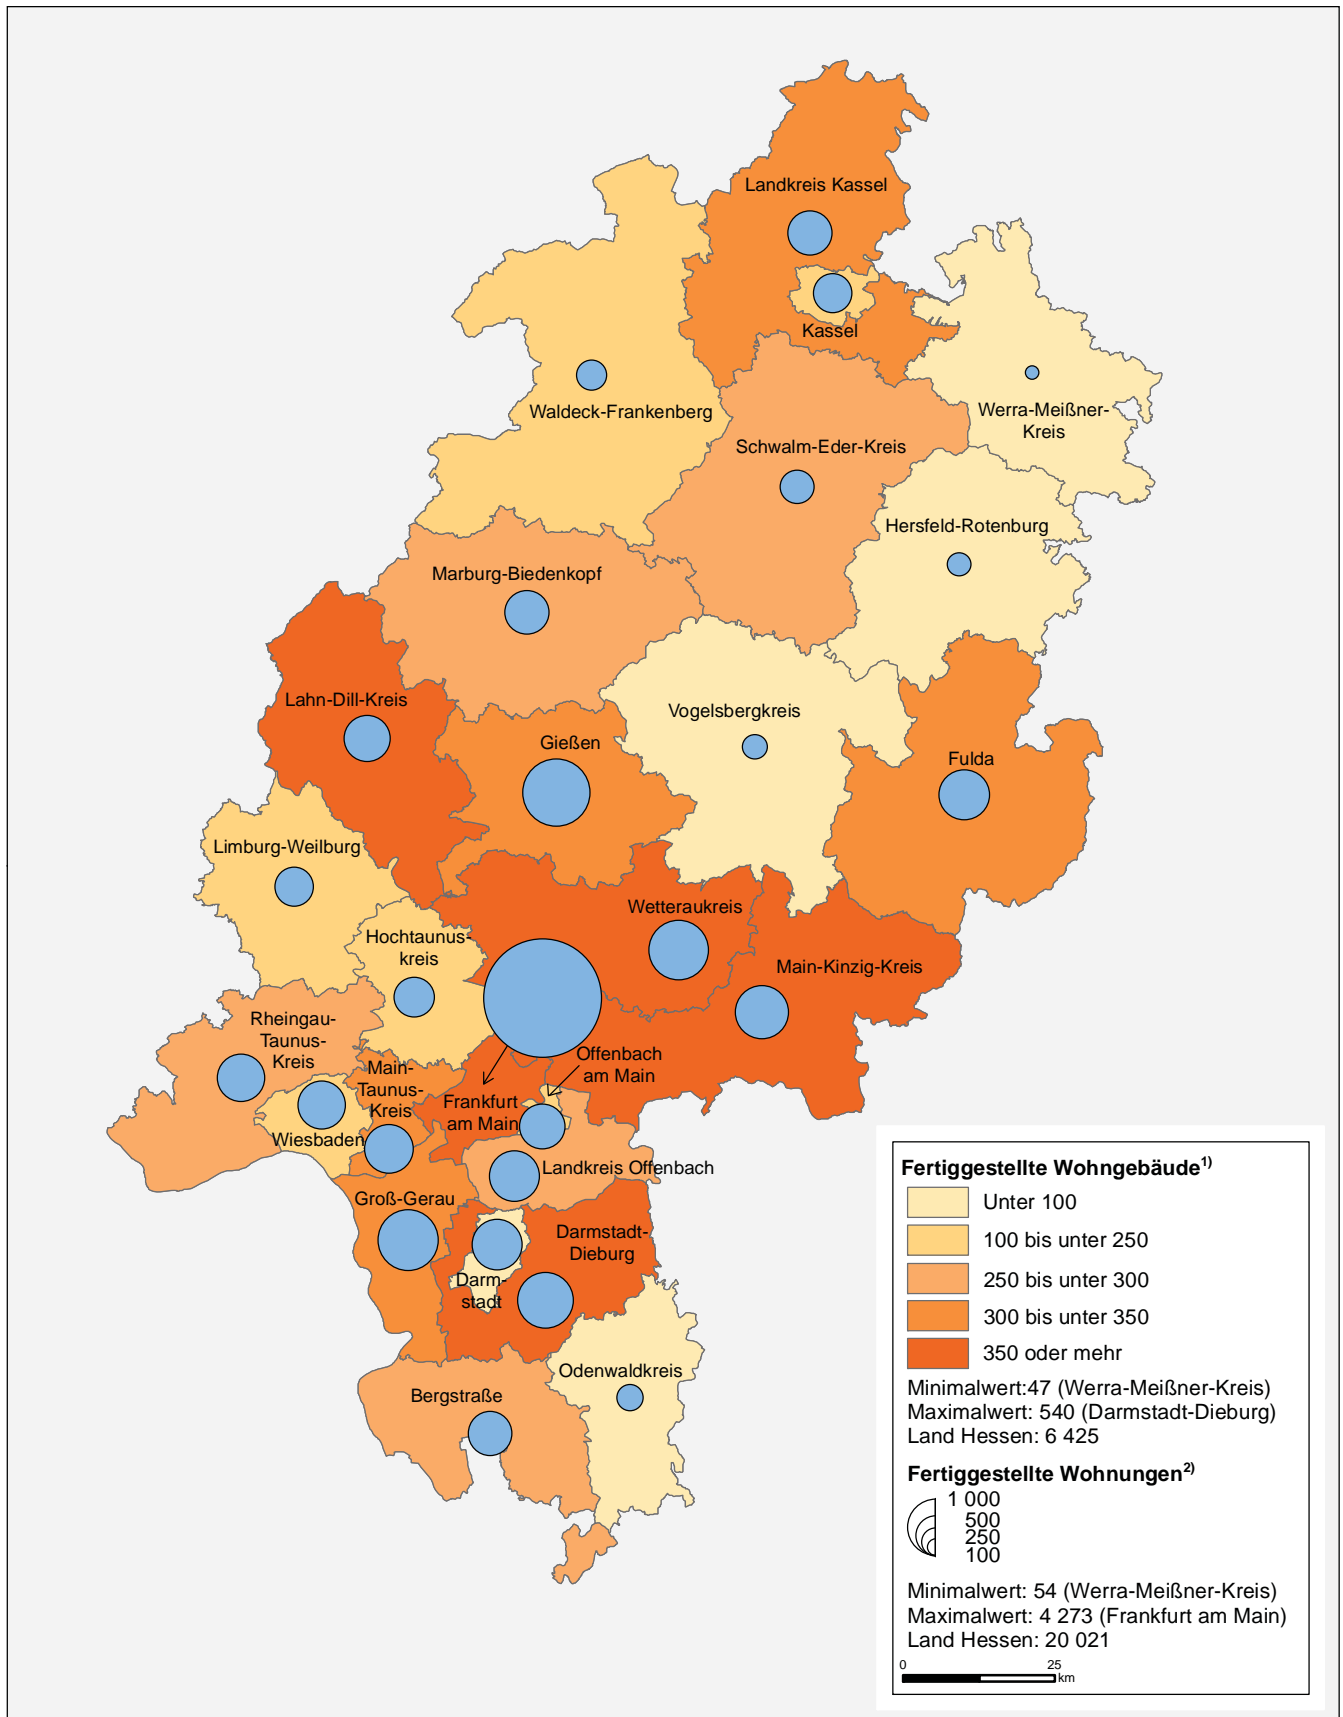 Landkreis Kassel
Kassel
Waldeck-Frankenberg
Werra-Meißner-
Kreis
Schwalm-Eder-Kreis
Hersfeld-Rotenburg
Marburg-Biedenkopf
Lahn-Dill-Kreis
Vogelsbergkreis
Gießen
Fulda
Limburg-Weilburg
Wetteraukreis
Hochtaunus-
kreis
Main-Kinzig-Kreis
Rheingau-
Taunus-
Kreis
Offenbach
am Main
Main-
Taunus-
Kreis
Frankfurt
am Main
Wiesbaden
Landkreis Offenbach
Groß-Gerau
Darmstadt-
Dieburg
Darm-
stadt
Odenwaldkreis
Bergstraße
Fertiggestellte Wohngebäude1)
Unter 100
100 bis unter 250
250 bis unter 300
300 bis unter 350
350 oder mehr
Minimalwert:47 (Werra-Meißner-Kreis)
Maximalwert: 540 (Darmstadt-Dieburg)
Land Hessen: 6 425
Fertiggestellte Wohnungen2)
1 000
500
250
100
Minimalwert: 54 (Werra-Meißner-Kreis)
Maximalwert: 4 273 (Frankfurt am Main)
Land Hessen: 20 021
0 25
km